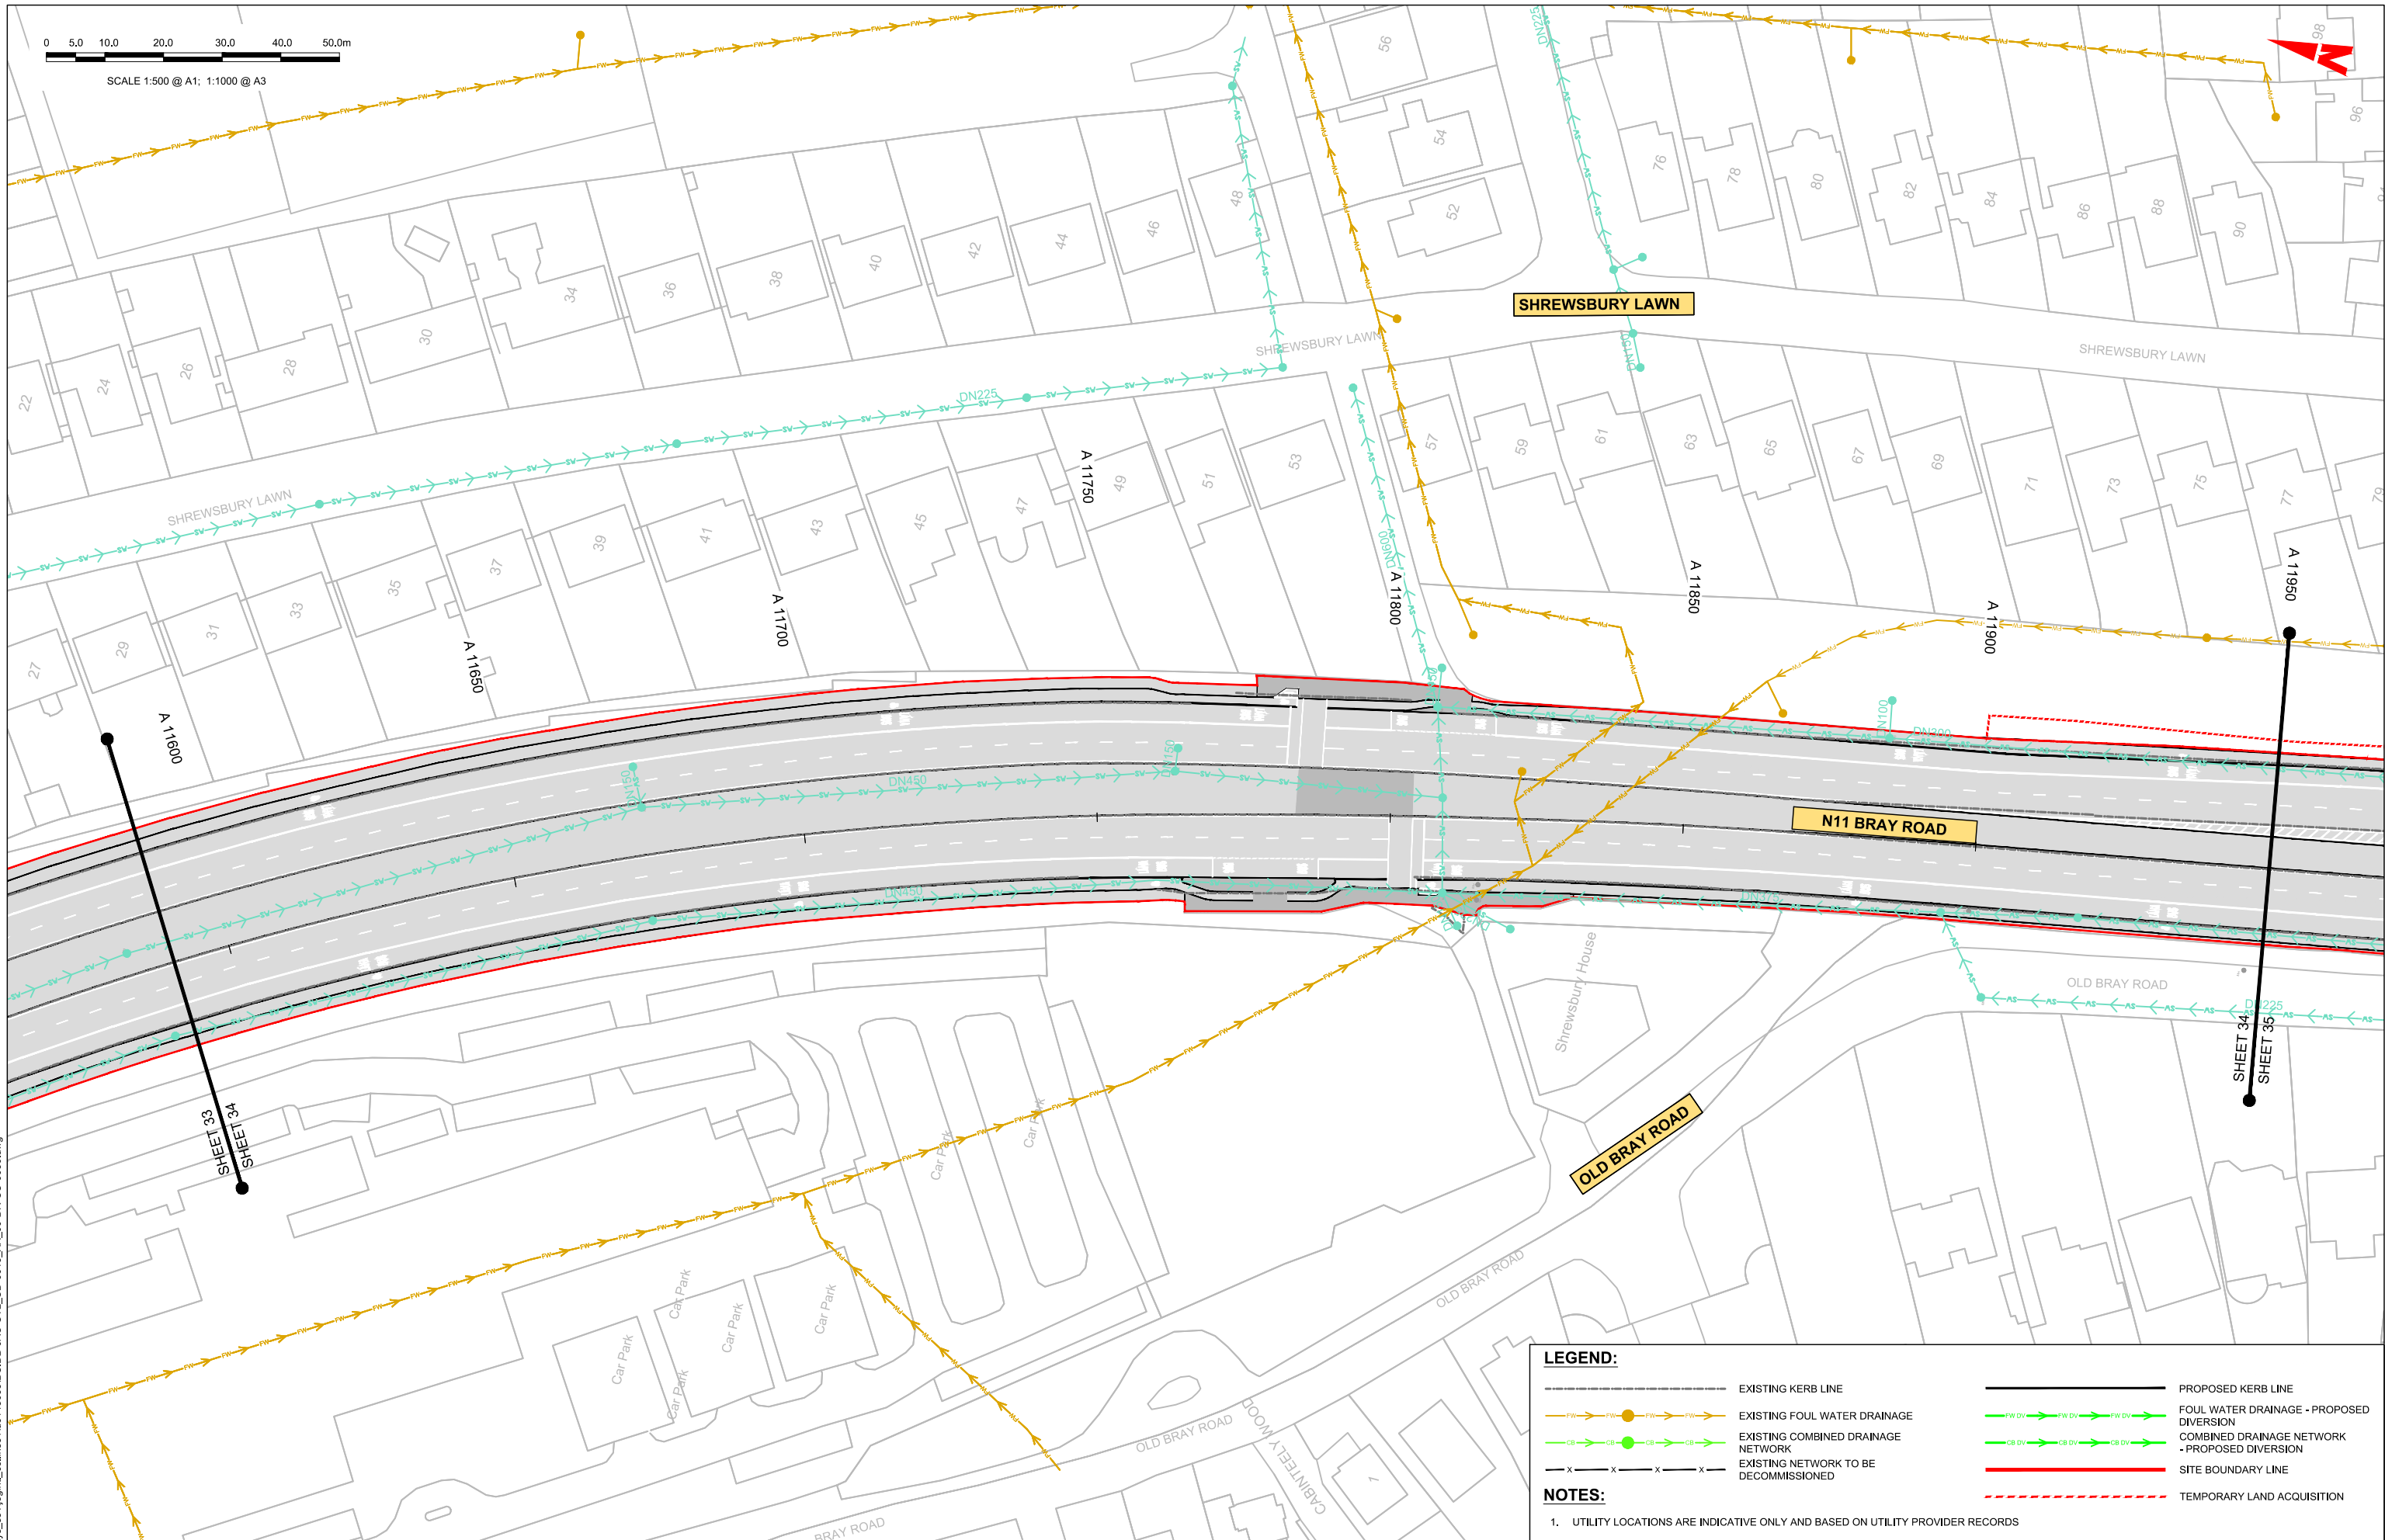 0 5,0 10,0 20,0 30,0 40,0 50,0m
SCALE 1:500 @ A1; 1:1000 @ A3
56
54
52
48
46
44
42
40
38
36
34
30
28
26
24
22
76
78
80
82
84
86
88
90
96
98
DN225
DN225
SHREWSBURY LAWN
SHREWSBURY LAWN
SHREWSBURY LAWN
SHREWSBURY LAWN
DN150
27
29
31
33
35
37
39
41
43
45
47
49
51
53
57
59
61
63
65
67
69
71
73
75
77
79
DN600
A 11600
A 11650
A 11700
A 11750
A 11800
A 11850
A 11900
A 11950
DN150
DN450
DN150
DN100
N11 BRAY ROAD
DN450
DN375
SHEET 33
SHEET 34
SHEET 34
SHEET 35
Shrewsbury House
OLD BRAY ROAD
DN225
OLD BRAY ROAD
OLD BRAY ROAD
OLD BRAY ROAD
BRAY ROAD
CABINTEELY WOOD
1
Car Park
Car Park
Car Park
Car Park
Car Park
Car Park
Car Park
LEGEND:
EXISTING KERB LINE
EXISTING FOUL WATER DRAINAGE
EXISTING COMBINED DRAINAGE
NETWORK
EXISTING NETWORK TO BE
DECOMMISSIONED
PROPOSED KERB LINE
FOUL WATER DRAINAGE - PROPOSED
DIVERSION
COMBINED DRAINAGE NETWORK
- PROPOSED DIVERSION
SITE BOUNDARY LINE
TEMPORARY LAND ACQUISITION
NOTES:
1. UTILITY LOCATIONS ARE INDICATIVE ONLY AND BASED ON UTILITY PROVIDER RECORDS